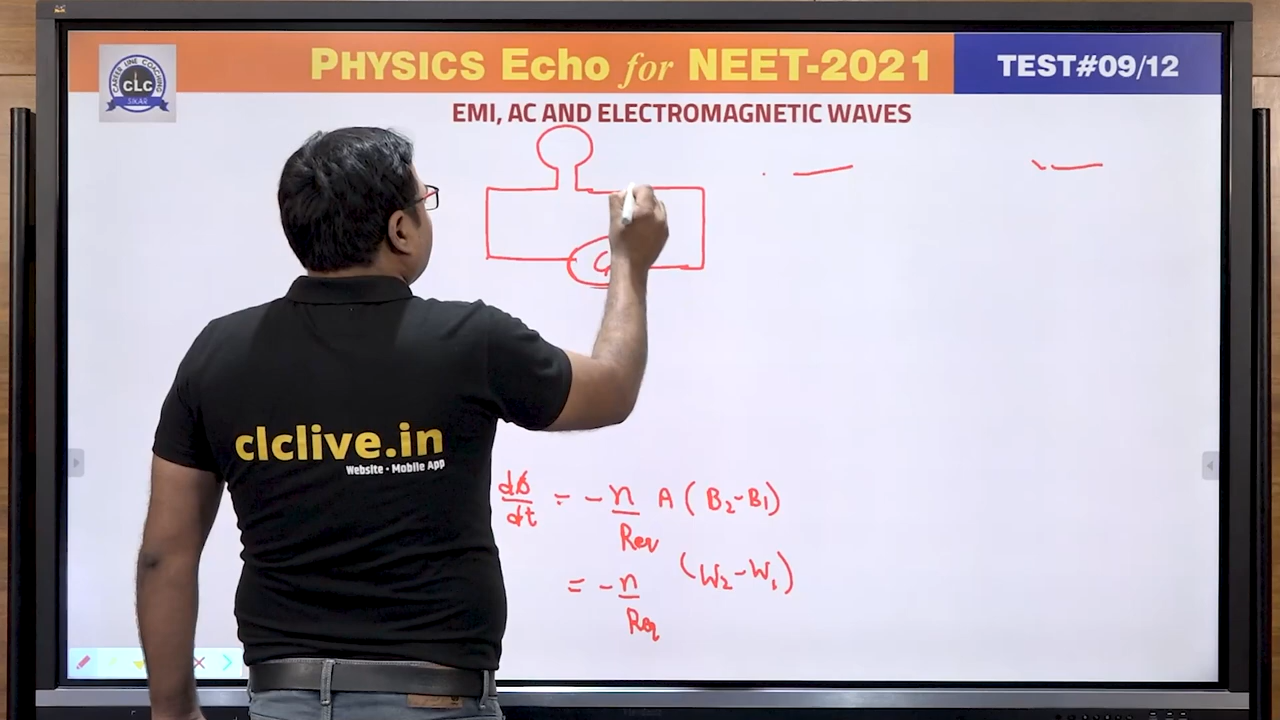 PHYSICS Echo for NEET-2021
TEST#09/12
CAREER LINE COACHING
CLC
SIKAR
EMI, AC AND ELECTROMAGNETIC WAVES
G
clclive.in
Website • Mobile App
dϕ/dt = - n/Req A (B₂-B₁)
= - n/Req (W₂-W₁)